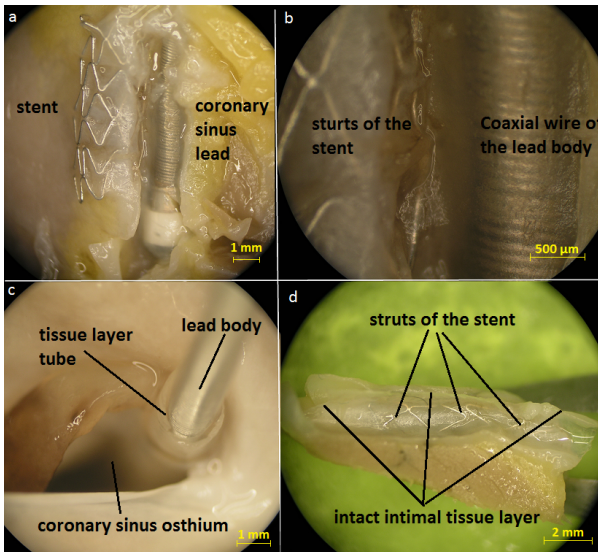 a
stent
coronary
sinus
lead
1 mm
b
sturts of the
stent
Coaxial wire of
the lead body
500 µm
c
tissue layer
tube
lead body
coronary sinus osthium
1 mm
d
struts of the stent
intact intimal tissue layer
2 mm